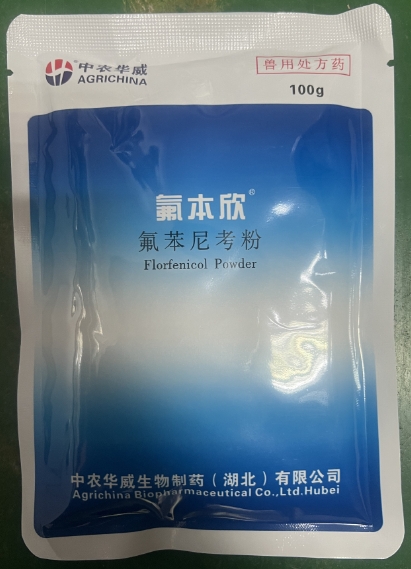 中农华威
AGRICHINA
兽用处方药
100g
氟本欣®
氟苯尼考粉
Florfenicol Powder
中农华威生物制药（湖北）有限公司
Agrichina Biopharmaceutical Co.,Ltd.Hubei